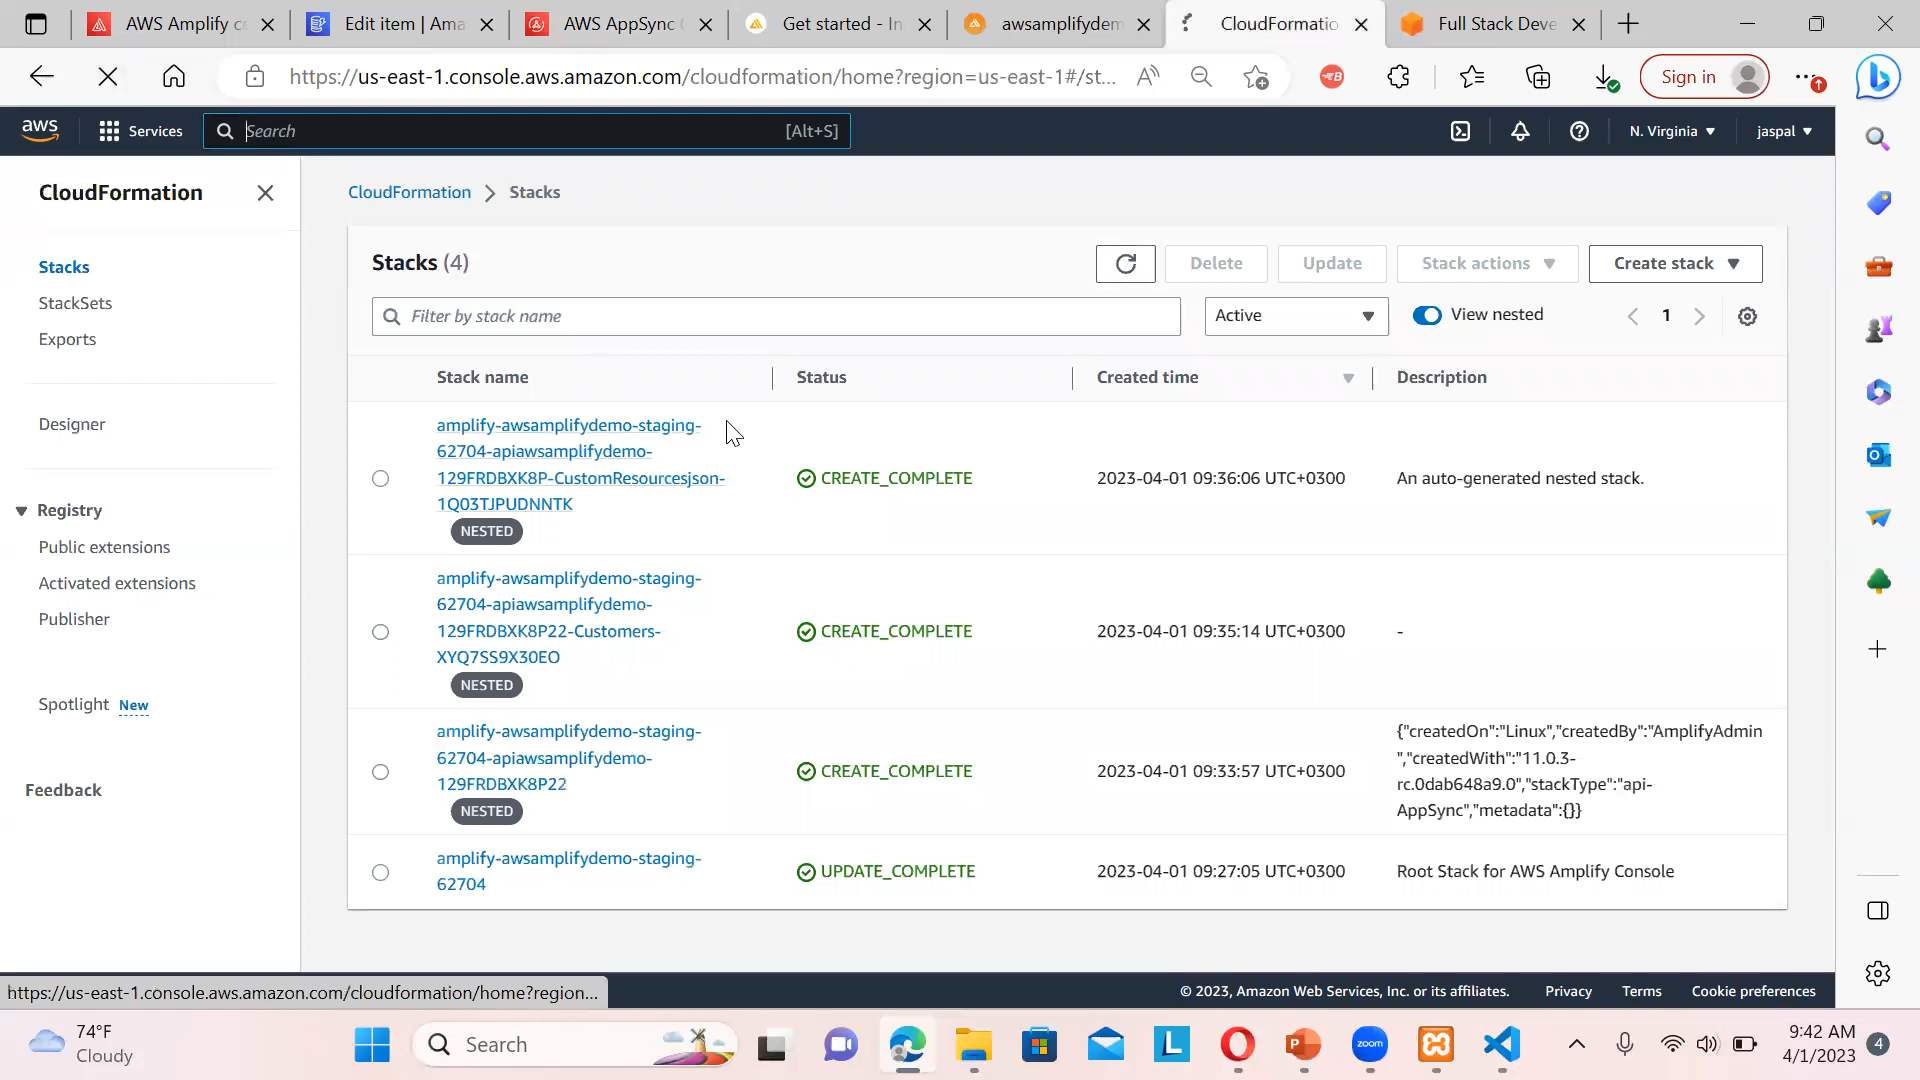 AWS Amplify co
Edit item | Ama
AWS AppSync
Get started - In
awsamplifydem
CloudFormatio
Full Stack Deve
https://us-east-1.console.aws.amazon.com/cloudformation/home?region=us-east-1#/st...
Sign in
aws
Services
Search
[Alt+S]
N. Virginia
jaspal
CloudFormation
Stacks
StackSets
Exports
Designer
Registry
Public extensions
Activated extensions
Publisher
Spotlight New
Feedback
CloudFormation
Stacks
Stacks (4)
Delete
Update
Stack actions
Create stack
Filter by stack name
Active
View nested
1
Stack name
Status
Created time
Description
amplify-awsamplifydemo-staging-
62704-apiawsamplifydemo-
129FRDBXK8P-CustomResourcesjson-
1Q03TJPUDNNTK
NESTED
CREATE_COMPLETE
2023-04-01 09:36:06 UTC+0300
An auto-generated nested stack.
amplify-awsamplifydemo-staging-
62704-apiawsamplifydemo-
129FRDBXK8P22-Customers-
XYQ7SS9X30EO
NESTED
CREATE_COMPLETE
2023-04-01 09:35:14 UTC+0300
-
amplify-awsamplifydemo-staging-
62704-apiawsamplifydemo-
129FRDBXK8P22
NESTED
CREATE_COMPLETE
2023-04-01 09:33:57 UTC+0300
{"createdOn":"Linux","createdBy":"AmplifyAdmin
","createdWith":"11.0.3-
rc.0dab648a9.0","stackType":"api-
AppSync","metadata":{}}
amplify-awsamplifydemo-staging-
62704
UPDATE_COMPLETE
2023-04-01 09:27:05 UTC+0300
Root Stack for AWS Amplify Console
https://us-east-1.console.aws.amazon.com/cloudformation/home?region...
© 2023, Amazon Web Services, Inc. or its affiliates.
Privacy
Terms
Cookie preferences
74°F
Cloudy
Search
zoom
9:42 AM
4/1/2023
4